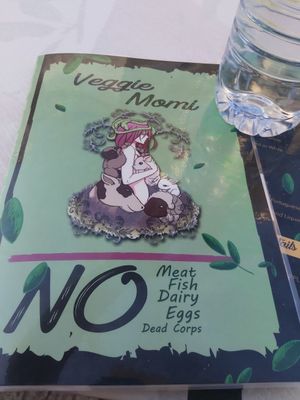 Veggie
Momi
NO
Meat
Fish
Dairy
Eggs
Dead Corps